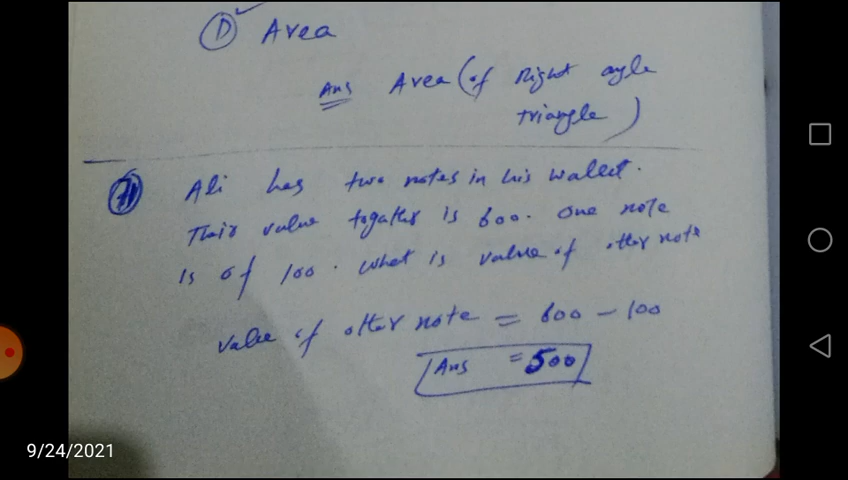 D Area
Ans Area (of Right angle
triangle)
Ali has two notes in his wallet.
Their value togather is 600. One note
is of 100. What is value of other note
value of other note = 600 - 100
Ans = 500
9/24/2021